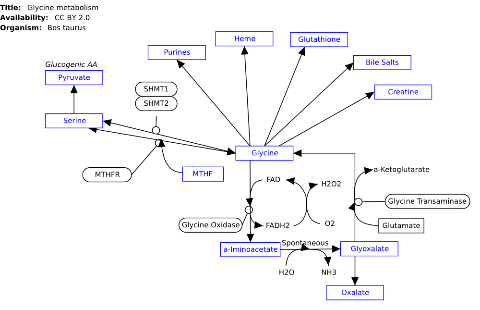 Title: Glycine metabolism
Availability: CC BY 2.0
Organism: Bos taurus
Heme
Glutathione
Purines
Bile Salts
Glucogenic AA
Pyruvate
SHMT1
Creatine
SHMT2
Serine
Glycine
MTHFR
MTHF
FAD
H2O2
a-Ketoglutarate
Glycine Transaminase
Glycine Oxidase
FADH2
O2
Glutamate
a-Iminoacetate
Spontaneous
Glyoxalate
H2O
NH3
Oxalate